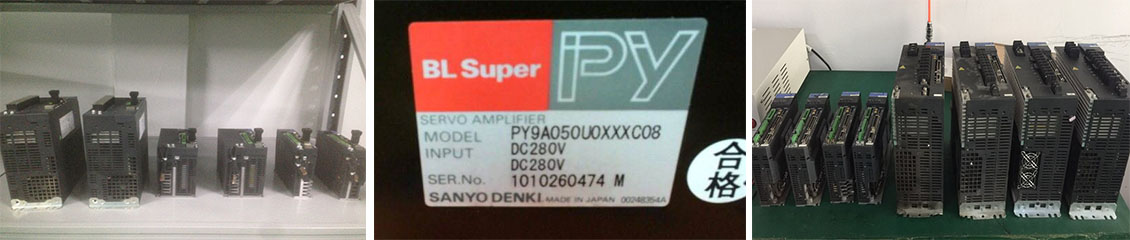 BL Super PY
SERVO AMPLIFIER
MODEL PY9A050U0XXXC08
INPUT DC280V
DC280V
SER.No. 1010260474 M
SANYO DENKI MADE IN JAPAN 00248354A
合格